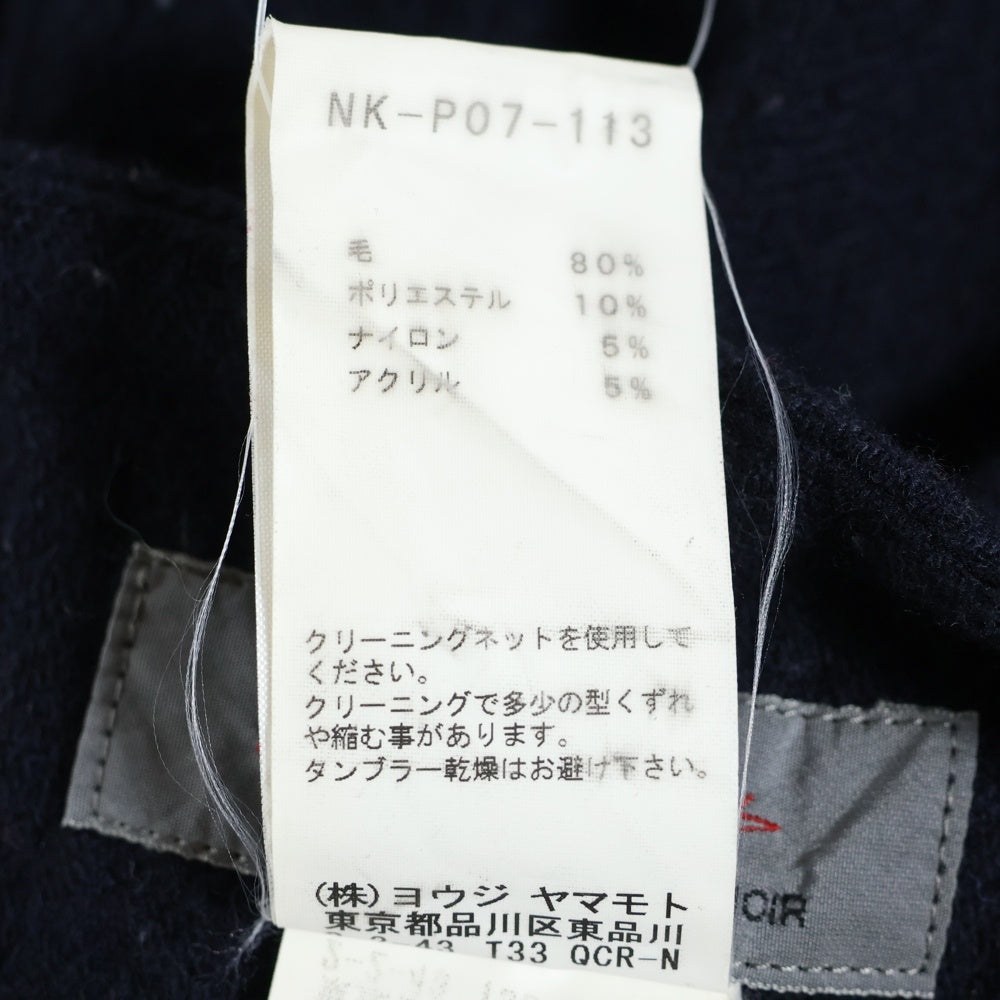 NK-P07-113
毛 80%
ポリエステル 10%
ナイロン 5%
アクリル 5%
クリーニングネットを使用して
ください。
クリーニングで多少の型くずれ
や縮む事があります。
タンブラー乾燥はお避け下さい。
(株)ヨウジ ヤマモト
東京都品川区東品川
2-2-43 T33 QCR-N
OIR